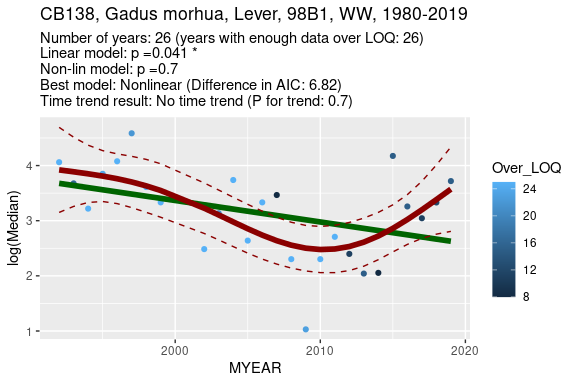 CB138, Gadus morhua, Lever, 98B1, WW, 1980-2019
Number of years: 26 (years with enough data over LOQ: 26)
Linear model: p =0.041 *
Non-lin model: p =0.7
Best model: Nonlinear (Difference in AIC: 6.82)
Time trend result: No time trend (P for trend: 0.7)
log(Median)
4
3
2
1
2000
2010
2020
MYEAR
Over_LOQ
24
20
16
12
8